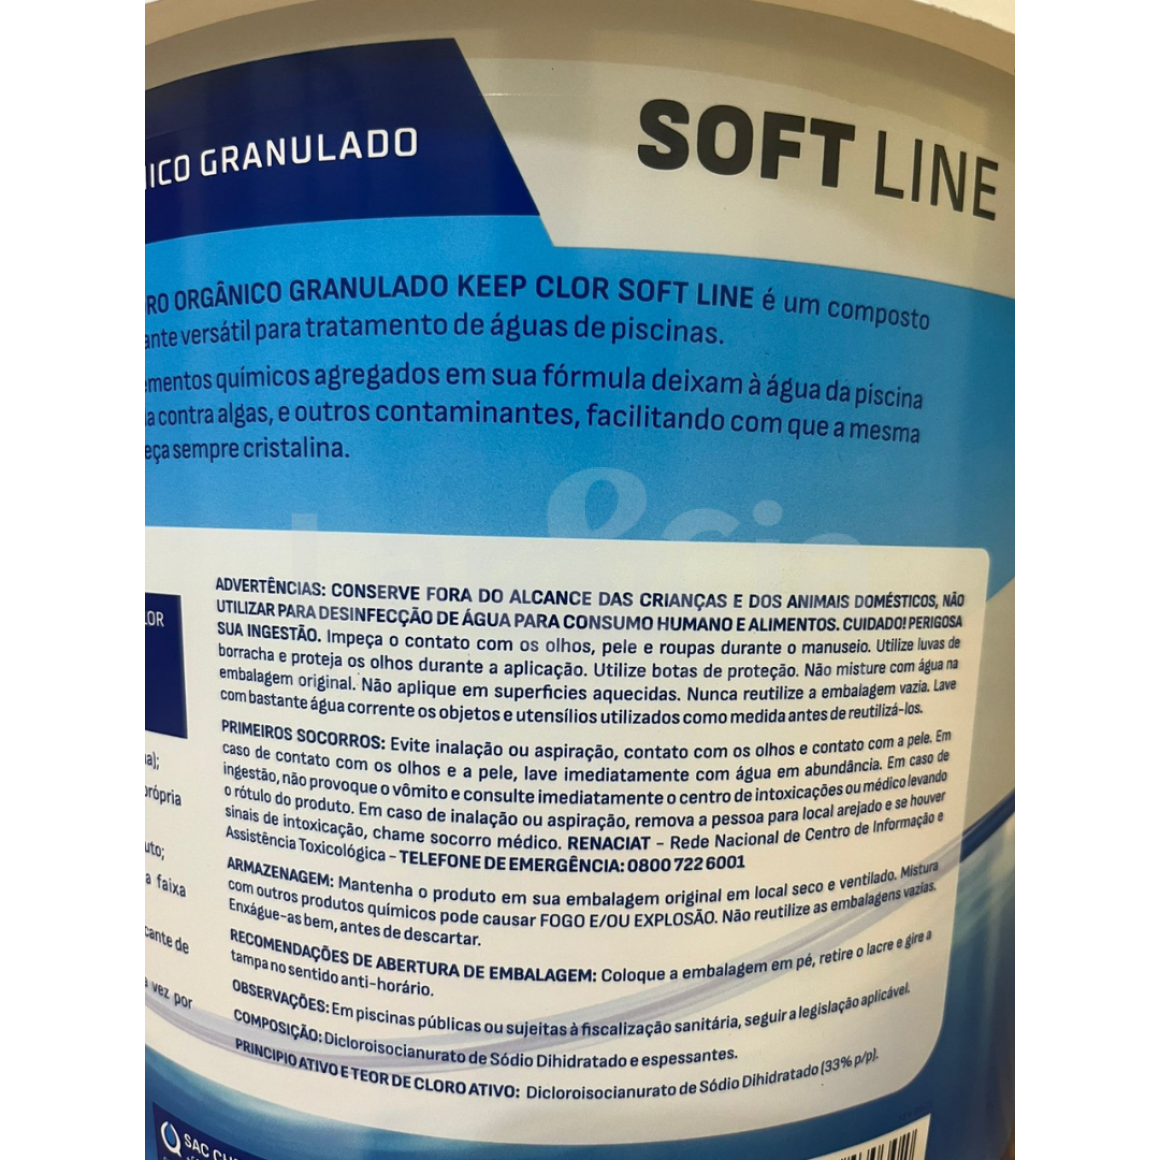 ICO GRANULADO
SOFT LINE
RO ORGÂNICO GRANULADO KEEP CLOR SOFT LINE é um composto
ante versátil para tratamento de águas de piscinas.
ementos químicos agregados em sua fórmula deixam à água da piscina
a contra algas, e outros contaminantes, facilitando com que a mesma
eça sempre cristalina.
LOR
a);
rópria
uto;
a faixa
cante de
vez por
ADVERTÊNCIAS: CONSERVE FORA DO ALCANCE DAS CRIANÇAS E DOS ANIMAIS DOMÉSTICOS, NÃO
UTILIZAR PARA DESINFECÇÃO DE ÁGUA PARA CONSUMO HUMANO E ALIMENTOS. CUIDADO! PERIGOSA
SUA INGESTÃO. Impeça o contato com os olhos, pele e roupas durante o manuseio. Utilize luvas de
borracha e proteja os olhos durante a aplicação. Utilize botas de proteção. Não misture com água na
embalagem original. Não aplique em superficies aquecidas. Nunca reutilize a embalagem vazia. Lave
com bastante água corrente os objetos e utensílios utilizados como medida antes de reutilizá-los.
PRIMEIROS SOCORROS: Evite inalação ou aspiração, contato com os olhos e contato com a pele. Em
caso de contato com os olhos e a pele, lave imediatamente com água em abundância. Em caso de
ingestão, não provoque o vômito e consulte imediatamente o centro de intoxicações ou médico levando
o rótulo do produto. Em caso de inalação ou aspiração, remova a pessoa para local arejado e se houver
sinais de intoxicação, chame socorro médico. RENACIAT - Rede Nacional de Centro de Informação e
Assistência Toxicológica - TELEFONE DE EMERGÊNCIA: 0800 722 6001
ARMAZENAGEM: Mantenha o produto em sua embalagem original em local seco e ventilado. Mistura
com outros produtos químicos pode causar FOGO E/OU EXPLOSÃO. Não reutilize as embalagens vazias.
Enxágue-as bem, antes de descartar.
RECOMENDAÇÕES DE ABERTURA DE EMBALAGEM: Coloque a embalagem em pé, retire o lacre e gire a
tampa no sentido anti-horário.
OBSERVAÇÕES: Em piscinas públicas ou sujeitas à fiscalização sanitária, seguir a legislação aplicável.
COMPOSIÇÃO: Dicloroisocianurato de Sódio Dihidratado e espessantes.
PRINCIPIO ATIVO E TEOR DE CLORO ATIVO: Dicloroisocianurato de Sódio Dihidratado (33% p/p).
SAC